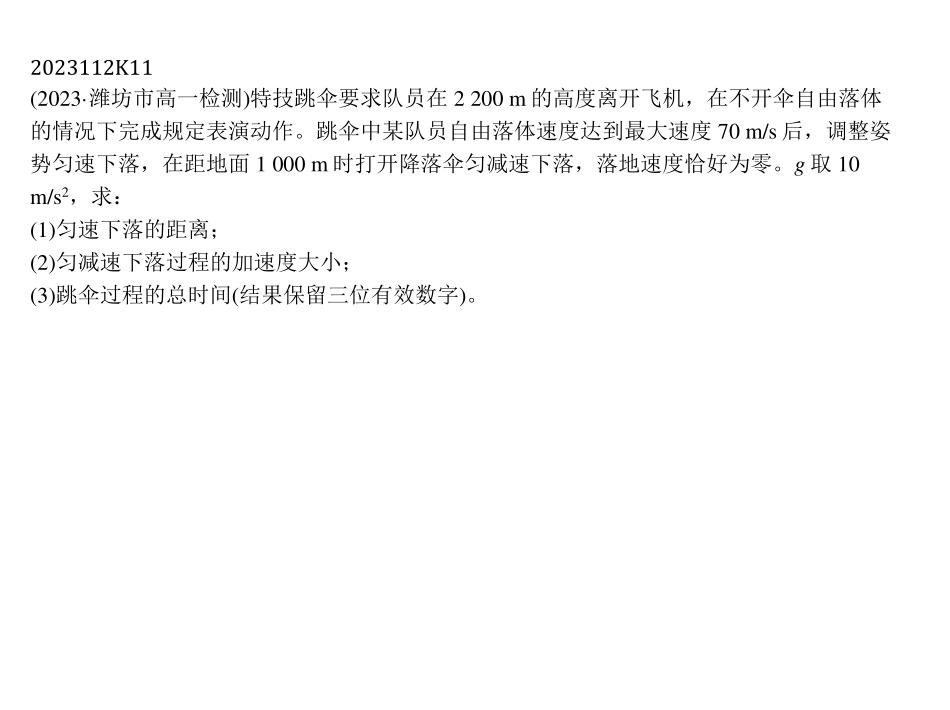 2023112K11
(2023·潍坊市高一检测)特技跳伞要求队员在 2 200 m 的高度离开飞机，在不开伞自由落体
的情况下完成规定表演动作。跳伞中某队员自由落体速度达到最大速度 70 m/s 后，调整姿
势匀速下落，在距地面 1 000 m 时打开降落伞匀减速下落，落地速度恰好为零。g 取 10
m/s²，求：
(1)匀速下落的距离；
(2)匀减速下落过程的加速度大小；
(3)跳伞过程的总时间(结果保留三位有效数字)。